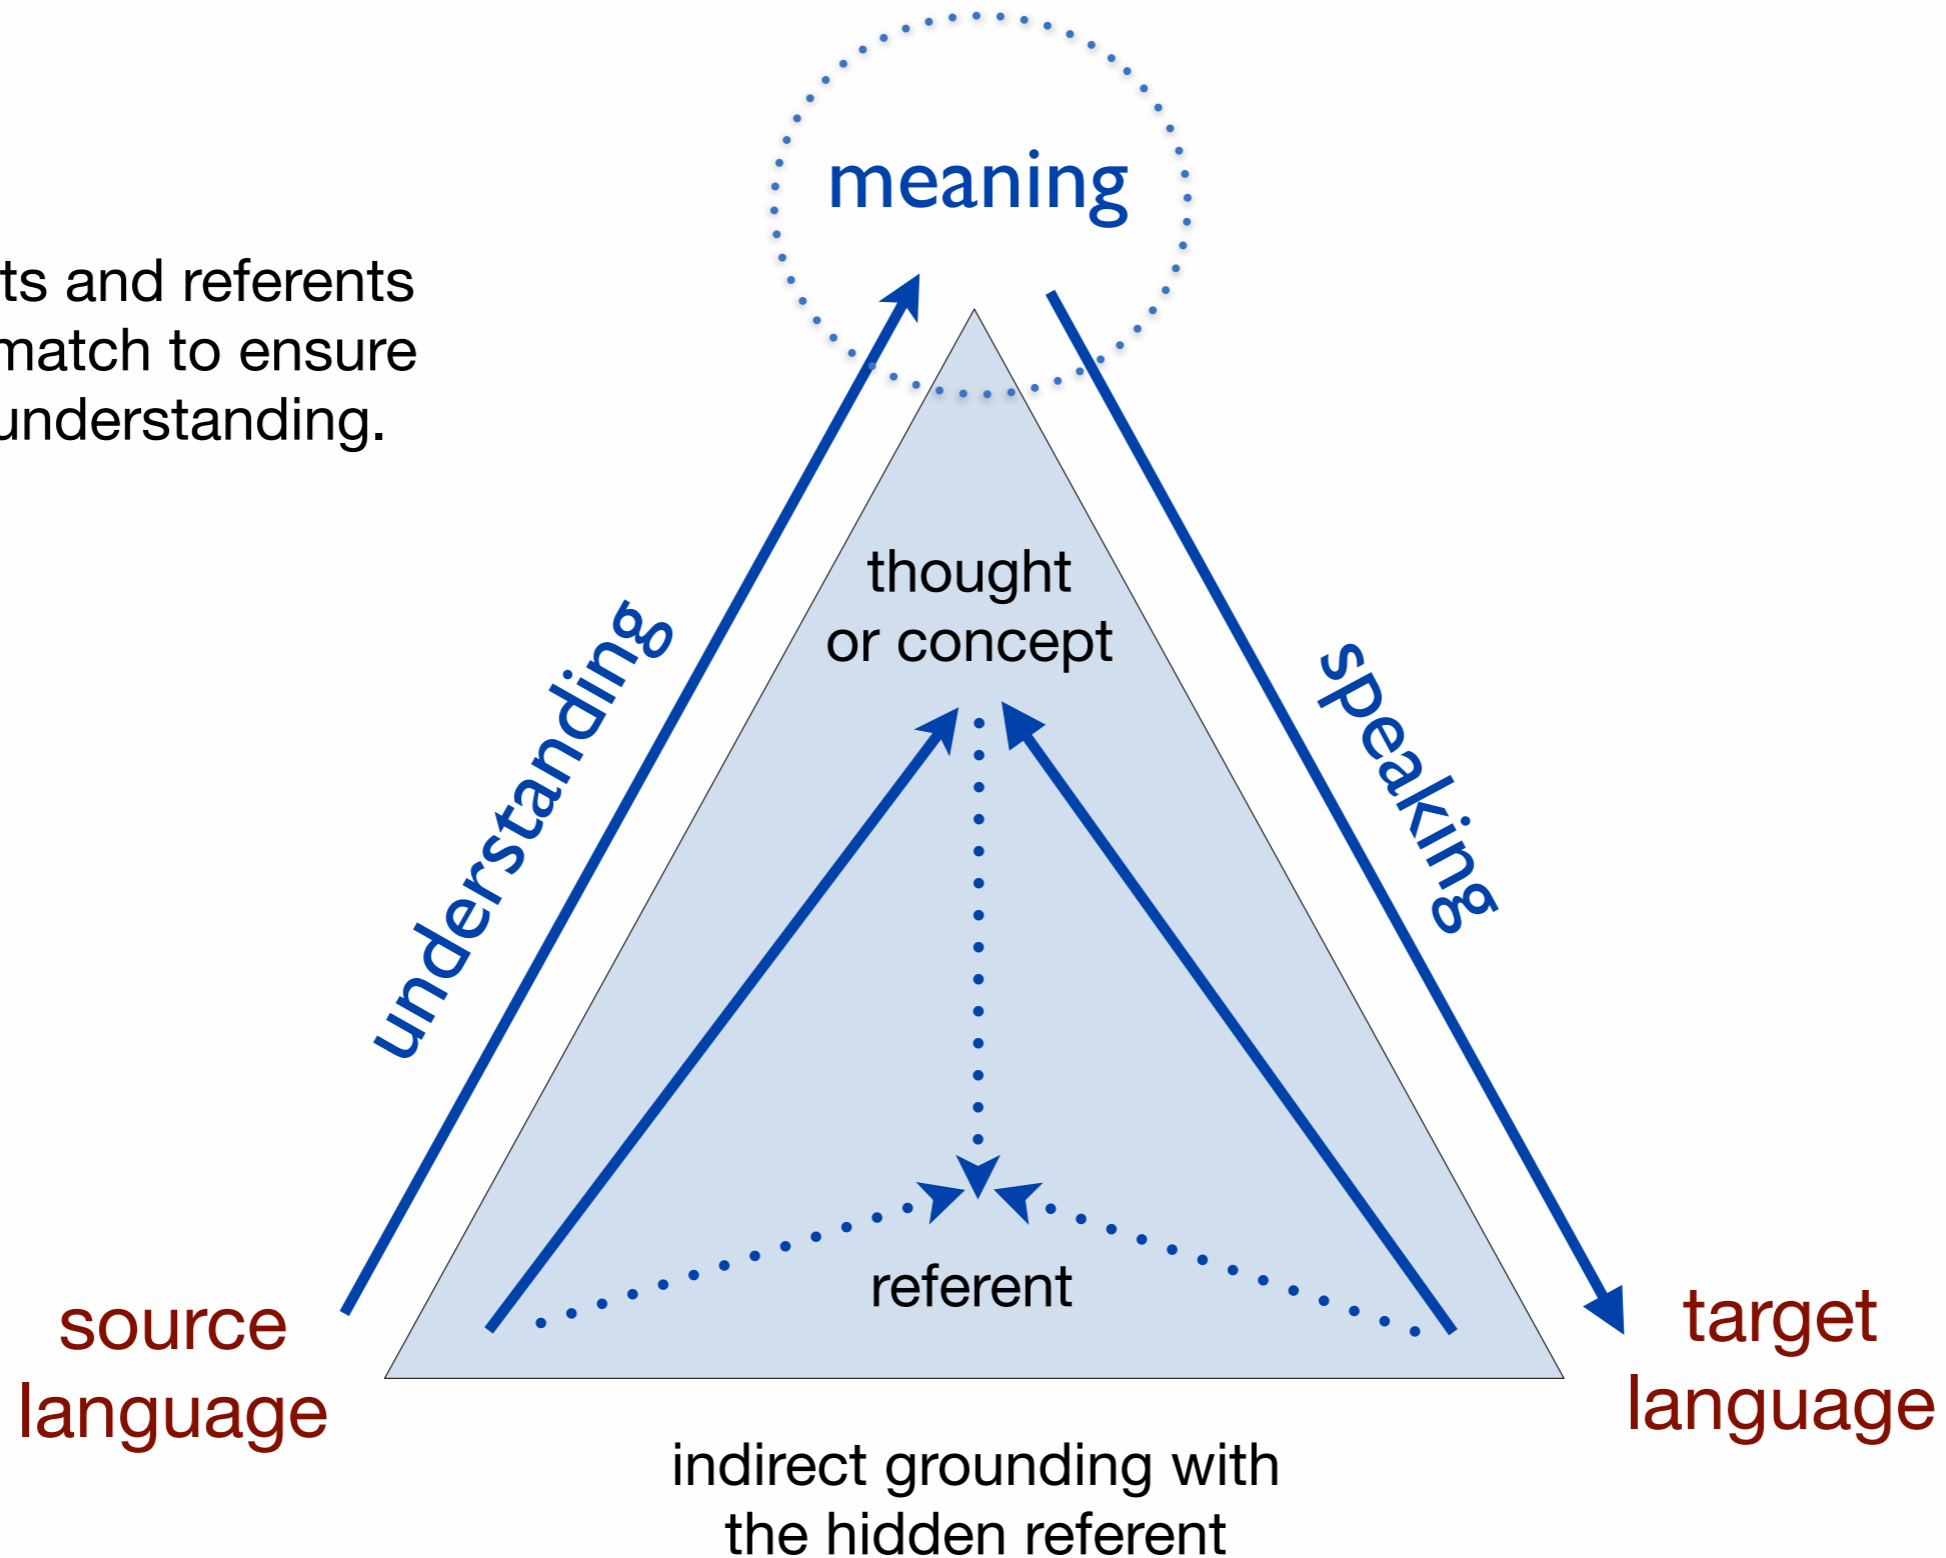 meaning
ts and referents
match to ensure
understanding.
thought
or concept
understanding
speaking
referent
source
language
target
language
indirect grounding with
the hidden referent